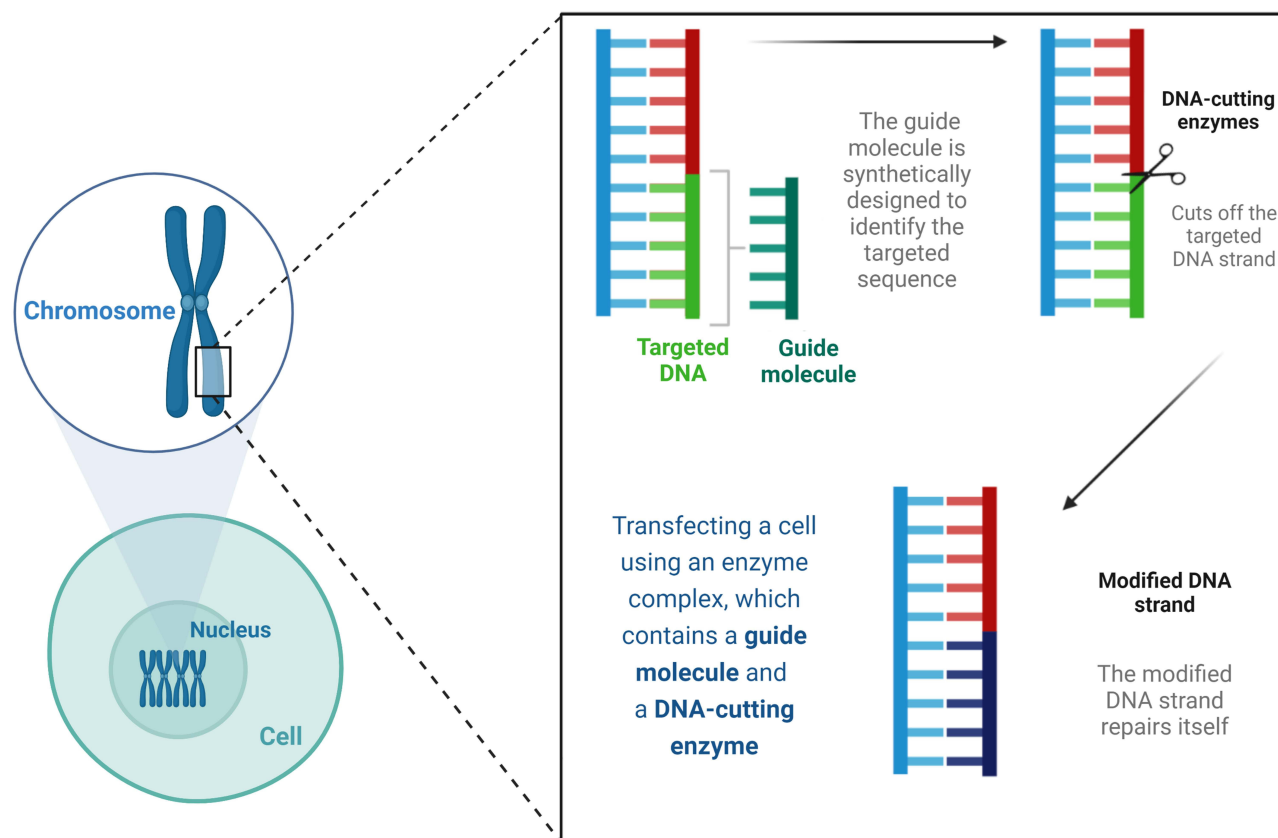 Chromosome
Nucleus
Cell
The guide
molecule is
synthetically
designed to
identify the
targeted
sequence
Targeted
DNA
Guide
molecule
DNA-cutting
enzymes
Cuts off the
targeted
DNA strand
Transfecting a cell
using an enzyme
complex, which
contains a guide
molecule and
a DNA-cutting
enzyme
Modified DNA
strand
The modified
DNA strand
repairs itself